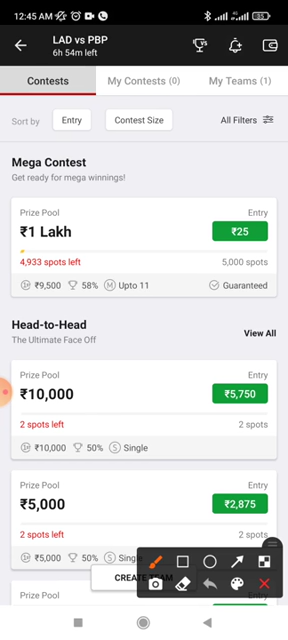 12:45 AM
85
LAD vs PBP
6h 54m left
VS
Contests
My Contests (0)
My Teams (1)
Sort by
Entry
Contest Size
All Filters
Mega Contest
Get ready for mega winnings!
Prize Pool
Entry
₹1 Lakh
₹25
4,933 spots left
5,000 spots
₹9,500
58%
M Upto 11
Guaranteed
Head-to-Head
The Ultimate Face Off
View All
Prize Pool
Entry
₹10,000
₹5,750
2 spots left
2 spots
₹10,000
50%
S Single
Prize Pool
Entry
₹5,000
₹2,875
2 spots left
2 spots
₹5,000
50%
S
CREATE TEAM
Prize Pool
Entry